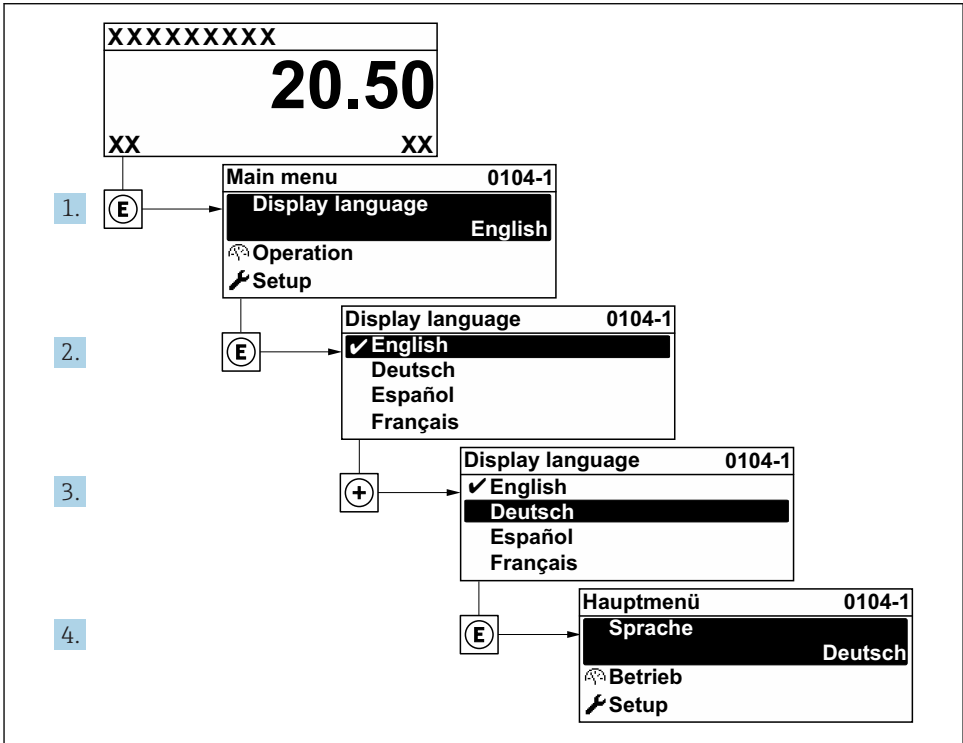 XXXXXXXXX
20.50
XX XX
1. E
Main menu 0104-1
Display language
English
Operation
Setup
2. E
Display language 0104-1
✔ English
Deutsch
Español
Français
3. +
Display language 0104-1
✔ English
Deutsch
Español
Français
4. E
Hauptmenü 0104-1
Sprache
Deutsch
Betrieb
Setup